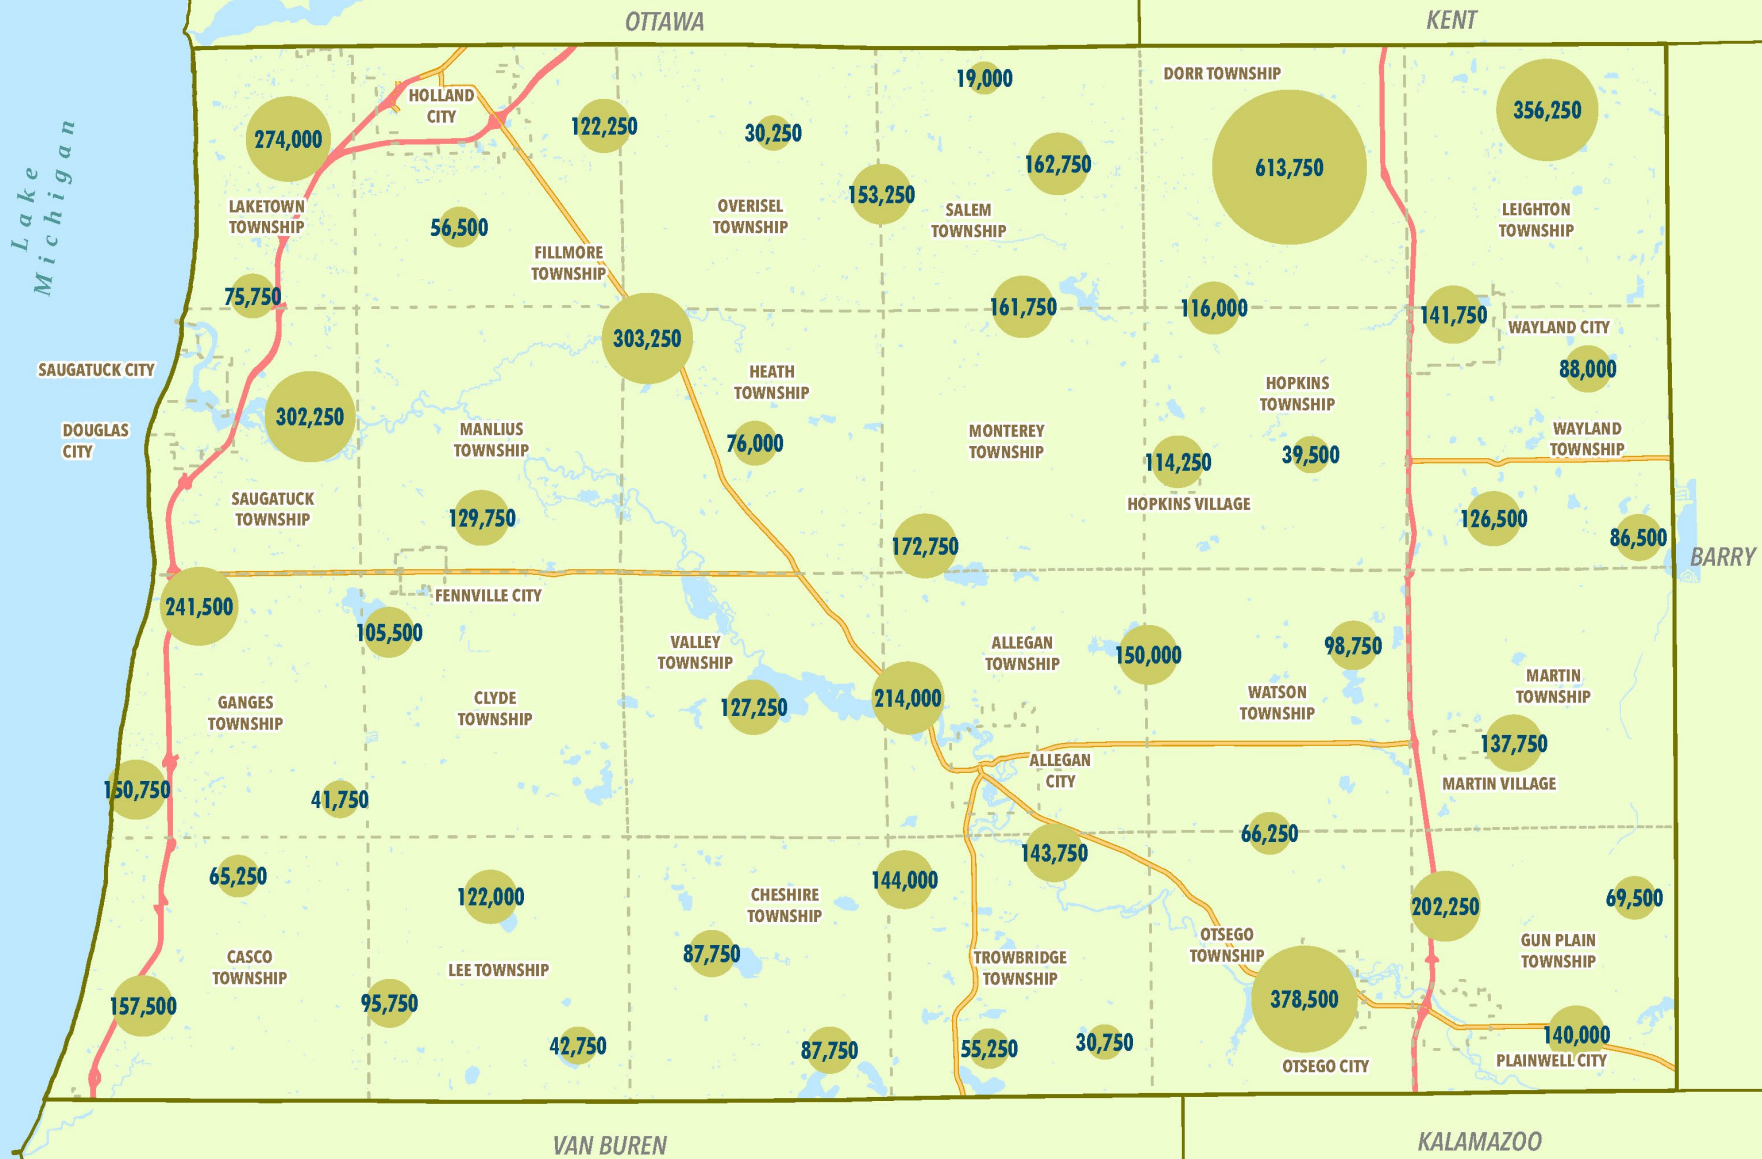 OTTAWA
KENT
19,000
DORR TOWNSHIP
HOLLAND
CITY
356,250
274,000
122,250
30,250
162,750
613,750
153,250
LAKETOWN
TOWNSHIP
56,500
OVERISEL
TOWNSHIP
SALEM
TOWNSHIP
LEIGHTON
TOWNSHIP
Lake
Michigan
FILLMORE
TOWNSHIP
75,750
161,750
116,000
141,750
WAYLAND CITY
303,250
SAUGATUCK CITY
HEATH
TOWNSHIP
HOPKINS
TOWNSHIP
88,000
302,250
DOUGLAS
CITY
MANLIUS
TOWNSHIP
76,000
MONTEREY
TOWNSHIP
114,250
39,500
WAYLAND
TOWNSHIP
SAUGATUCK
TOWNSHIP
129,750
HOPKINS VILLAGE
126,500
86,500
172,750
BARRY
241,500
FENNVILLE CITY
105,500
VALLEY
TOWNSHIP
ALLEGAN
TOWNSHIP
150,000
98,750
GANGES
TOWNSHIP
CLYDE
TOWNSHIP
127,250
214,000
WATSON
TOWNSHIP
MARTIN
TOWNSHIP
137,750
150,750
41,750
ALLEGAN
CITY
MARTIN VILLAGE
66,250
143,750
65,250
122,000
CHESHIRE
TOWNSHIP
144,000
202,250
69,500
CASCO
TOWNSHIP
LEE TOWNSHIP
87,750
TROWBRIDGE
TOWNSHIP
OTSEGO
TOWNSHIP
GUN PLAIN
TOWNSHIP
157,500
95,750
378,500
42,750
87,750
55,250
30,750
140,000
OTSEGO CITY
PLAINWELL CITY
VAN BUREN
KALAMAZOO